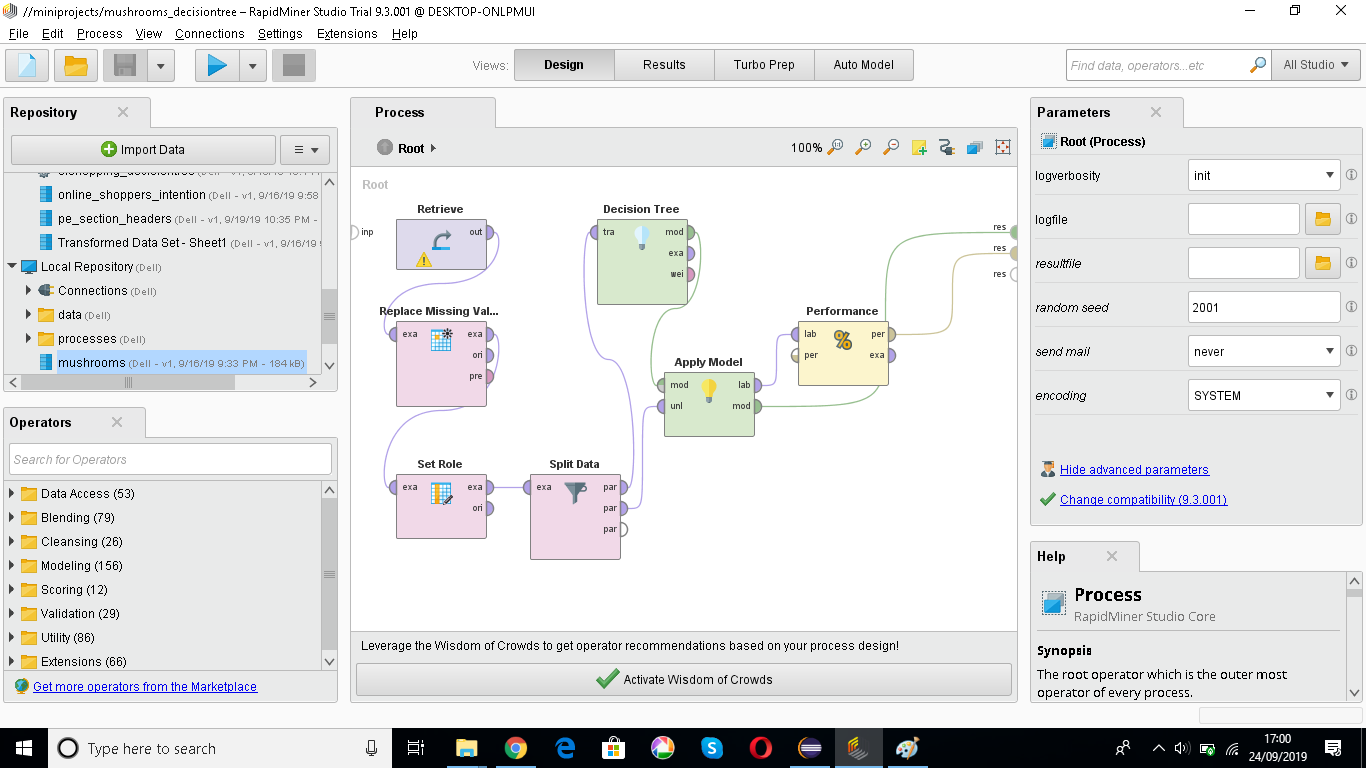 //miniprojects/mushrooms_decisiontree – RapidMiner Studio Trial 9.3.001 @ DESKTOP-ONLPMUI
File Edit Process View Connections Settings Extensions Help
Views: Design Results Turbo Prep Auto Model
Find data, operators...etc
All Studio
Repository
Import Data
online_shoppers_intention (Dell - v1, 9/16/19 9:58
pe_section_headers (Dell - v1, 9/19/19 10:35 PM -
Transformed Data Set - Sheet1 (Dell - v1, 9/16/19
Local Repository (Dell)
Connections (Dell)
data (Dell)
processes (Dell)
mushrooms (Dell - v1, 9/16/19 9:33 PM - 184 kB)
Operators
Search for Operators
Data Access (53)
Blending (79)
Cleansing (26)
Modeling (156)
Scoring (12)
Validation (29)
Utility (86)
Extensions (66)
Get more operators from the Marketplace
Process
Root
100%
Root
inp
Retrieve
out
Replace Missing Val...
exa exa
ori
pre
Set Role
exa exa
ori
Split Data
exa par
par
par
Decision Tree
tra mod
exa
wei
Apply Model
mod lab
unl mod
Performance
lab per
per exa
res
res
res
Leverage the Wisdom of Crowds to get operator recommendations based on your process design!
Activate Wisdom of Crowds
Parameters
Root (Process)
logverbosity init
logfile
resultfile
random seed 2001
send mail never
encoding SYSTEM
Hide advanced parameters
Change compatibility (9.3.001)
Help
Process
RapidMiner Studio Core
Synopsis
The root operator which is the outer most
operator of every process.
Type here to search
17:00
24/09/2019